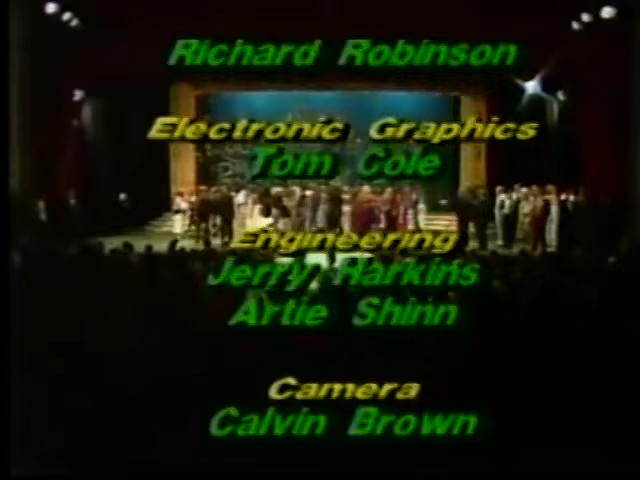 Richard Robinson
Electronic Graphics
Tom Cole
Engineering
Jerry Harkins
Artie Shinn
Camera
Calvin Brown